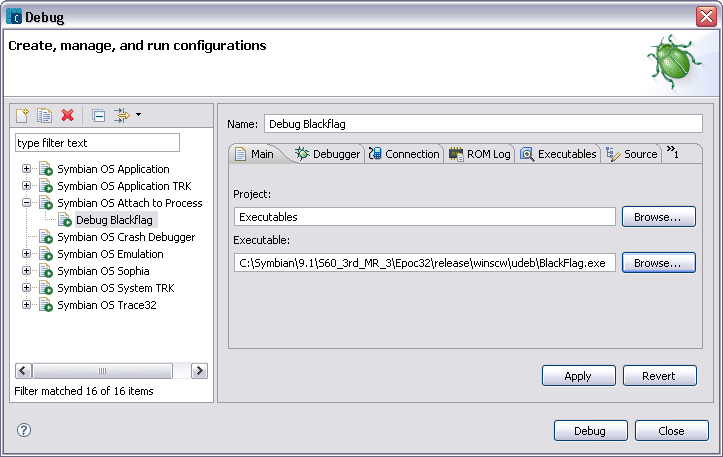 Debug
Create, manage, and run configurations
type filter text
Symbian OS Application
Symbian OS Application TRK
Symbian OS Attach to Process
Debug Blackflag
Symbian OS Crash Debugger
Symbian OS Emulation
Symbian OS Sophia
Symbian OS System TRK
Symbian OS Trace32
Filter matched 16 of 16 items
Name: Debug Blackflag
Main Debugger Connection ROM Log Executables Source »1
Project:
Executables Browse...
Executable:
C:\Symbian\9.1\S60_3rd_MR_3\Epoc32\release\winscw\udeb\BlackFlag.exe Browse...
Apply Revert
? Debug Close